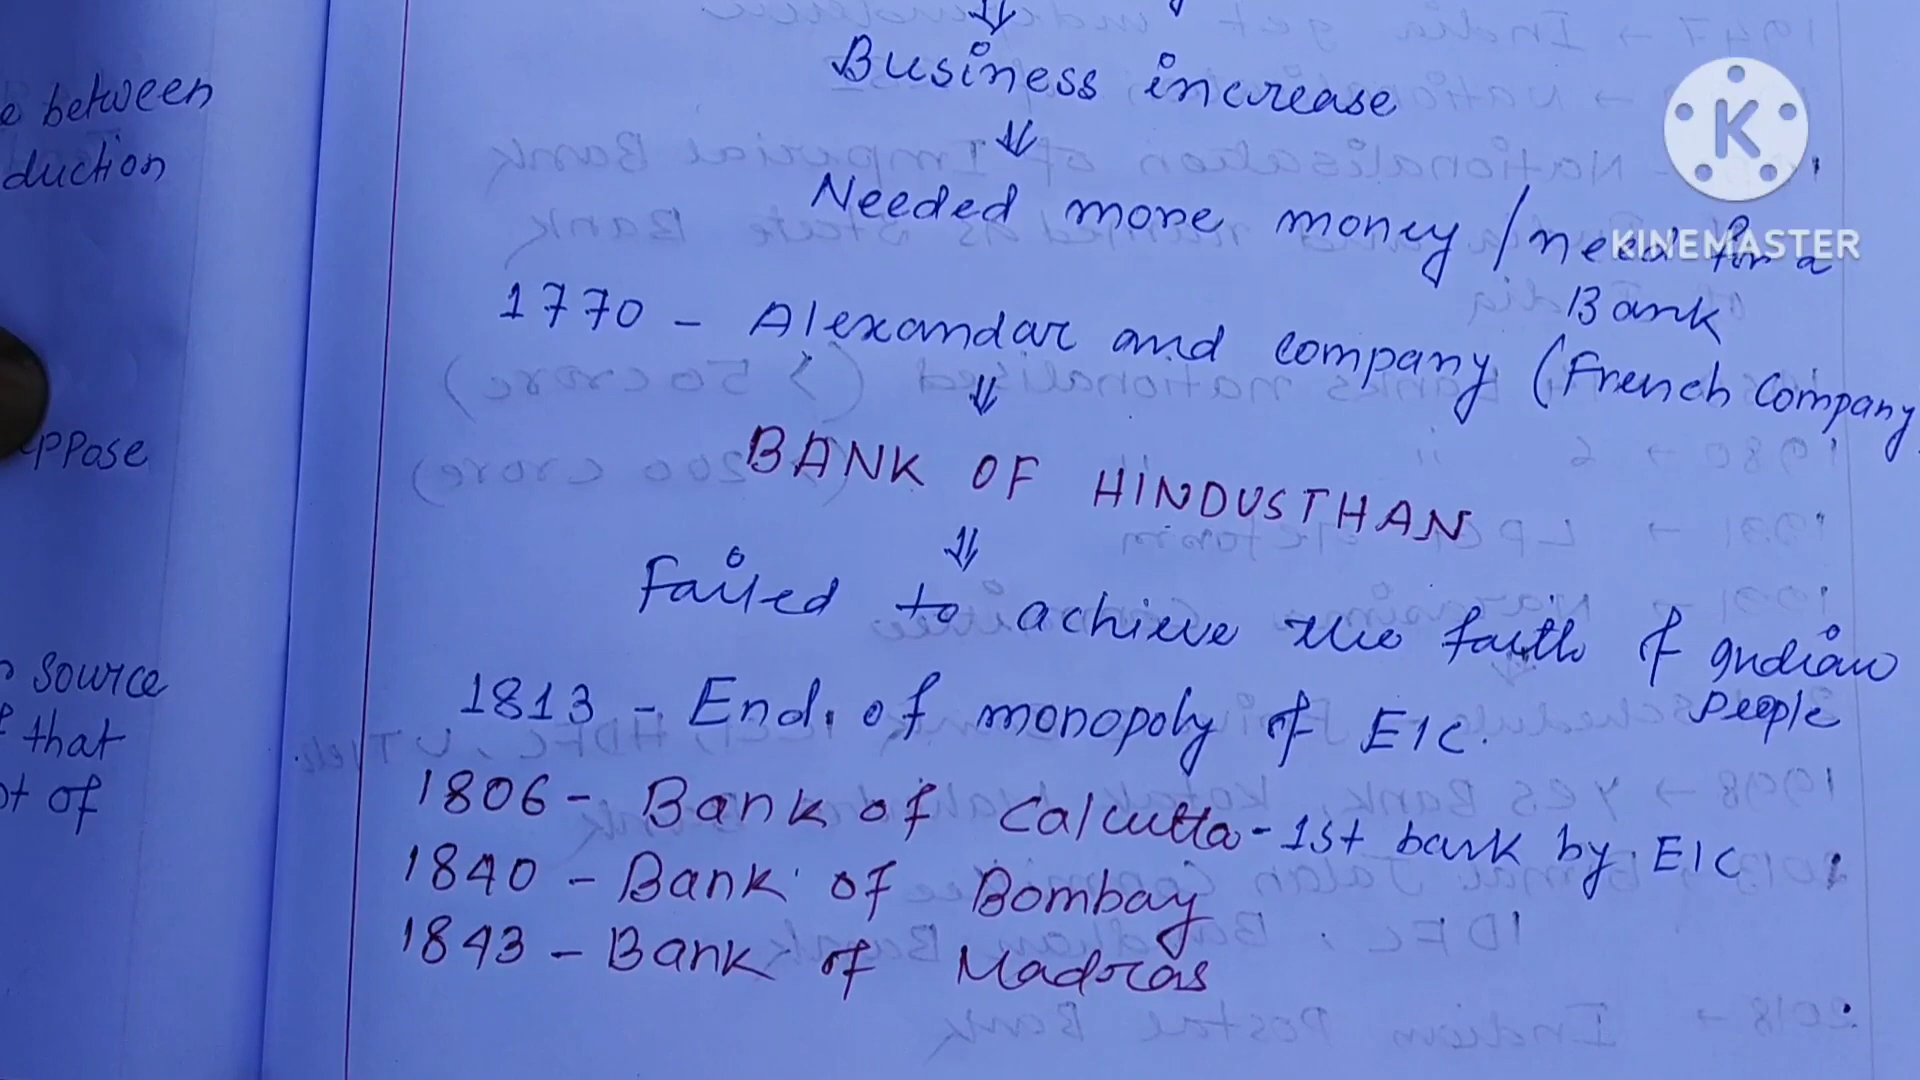 Business increase
Needed more money / need for a
Bank
1770 - Alexandar and company (French Company
BANK OF HINDUSTHAN
Failed to achieve the faith of Indian
people
1813 - End of monopoly of EIC.
1806 - Bank of Calcutta - 1st bank by EIC
1840 - Bank of Bombay
1843 - Bank of Madras
between
duction
ppose
source
that
of
K
KINEMASTER